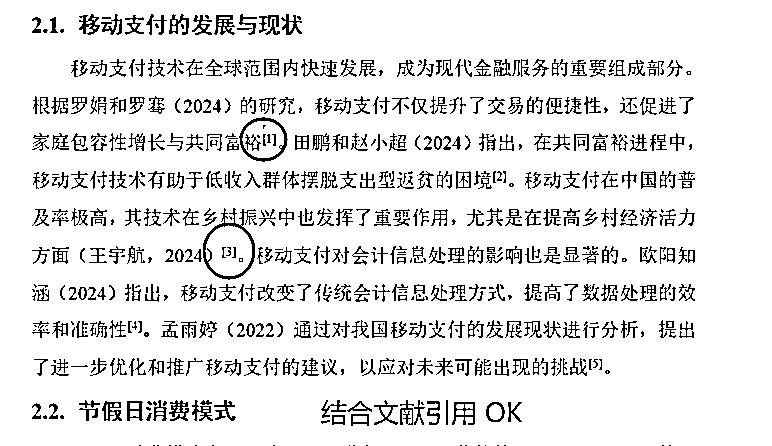 2.1. 移动支付的发展与现状
移动支付技术在全球范围内快速发展，成为现代金融服务的重要组成部分。
根据罗娟和罗骞（2024）的研究，移动支付不仅提升了交易的便捷性，还促进了
家庭包容性增长与共同富裕[1]。田鹏和赵小超（2024）指出，在共同富裕进程中，
移动支付技术有助于低收入群体摆脱支出型返贫的困境[2]。移动支付在中国的普
及率极高，其技术在乡村振兴中也发挥了重要作用，尤其是在提高乡村经济活力
方面（王宇航，2024）[3]。移动支付对会计信息处理的影响也是显著的。欧阳知
涵（2024）指出，移动支付改变了传统会计信息处理方式，提高了数据处理的效
率和准确性[4]。孟雨婷（2022）通过对我国移动支付的发展现状进行分析，提出
了进一步优化和推广移动支付的建议，以应对未来可能出现的挑战[5]。
2.2. 节假日消费模式 结合文献引用 OK